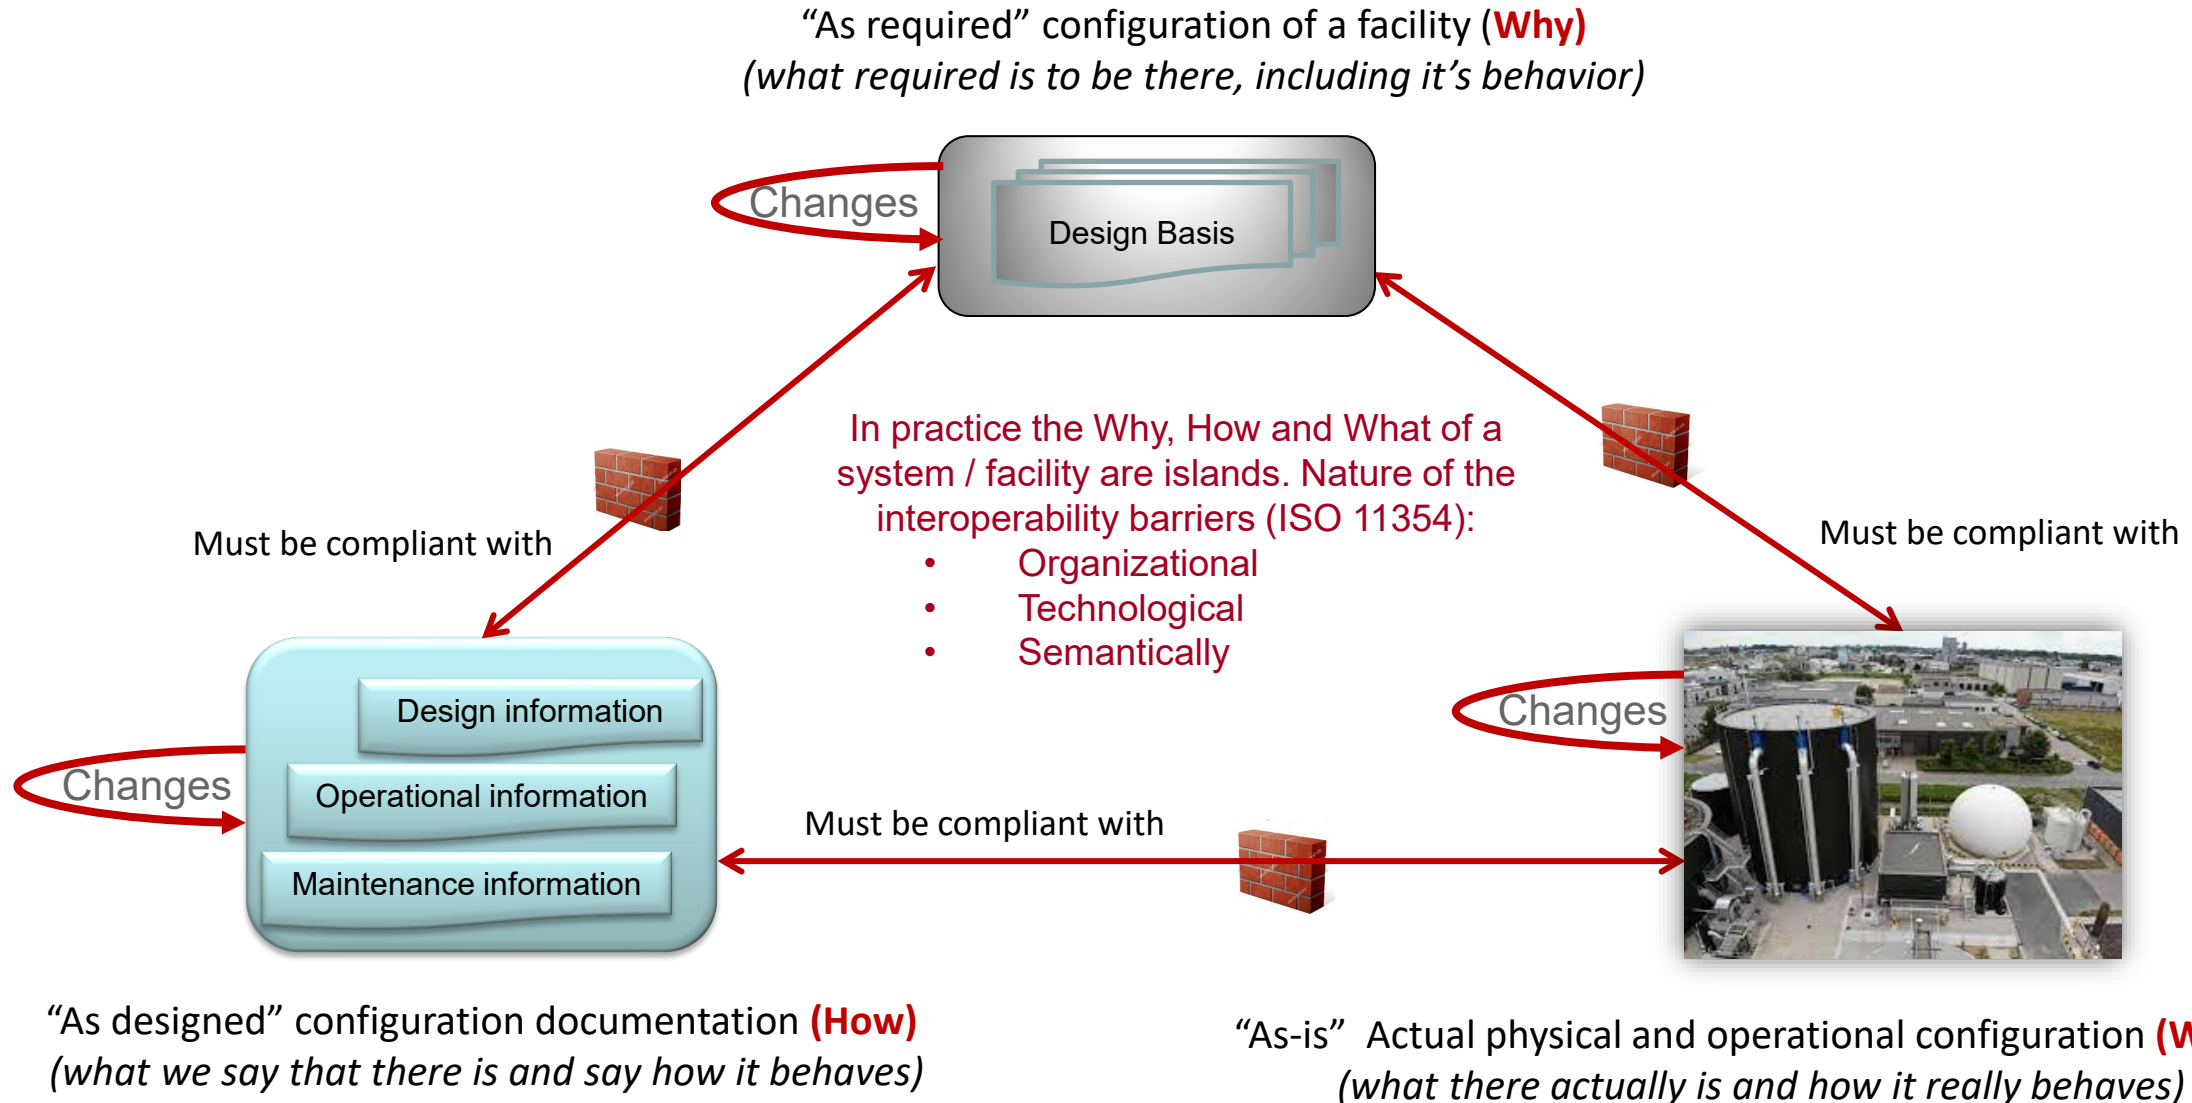 “As required” configuration of a facility (Why)
(what required is to be there, including it’s behavior)
Changes
Design Basis
In practice the Why, How and What of a
system / facility are islands. Nature of the
interoperability barriers (ISO 11354):
• Organizational
• Technological
• Semantically
Must be compliant with
Must be compliant with
Design information
Changes
Operational information
Changes
Must be compliant with
Maintenance information
“As designed” configuration documentation (How)
(what we say that there is and say how it behaves)
“As-is” Actual physical and operational configuration (W
(what there actually is and how it really behaves)